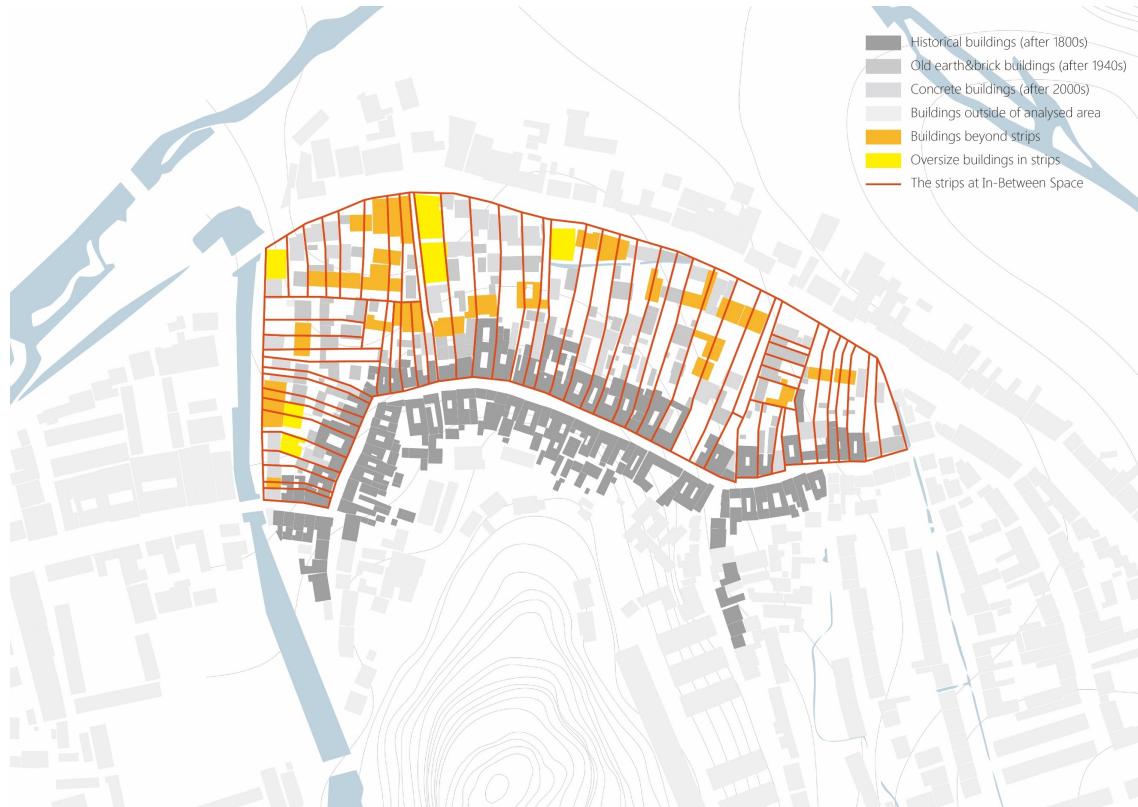 Historical buildings (after 1800s)
Old earth&brick buildings (after 1940s)
Concrete buildings (after 2000s)
Buildings outside of analysed area
Buildings beyond strips
Oversize buildings in strips
The strips at In-Between Space